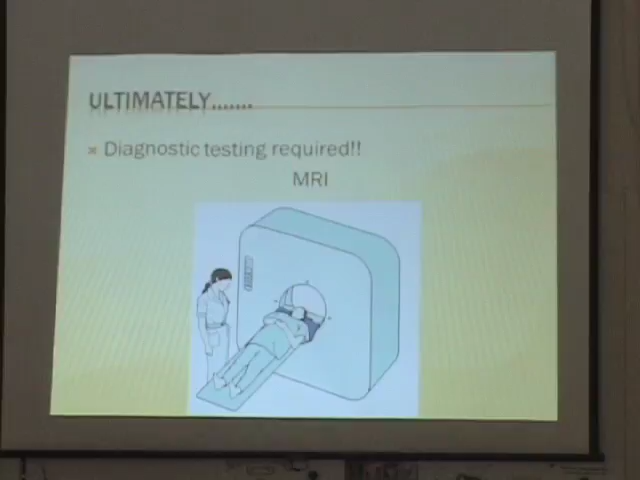 ULTIMATELY.......
Diagnostic testing required!!
MRI